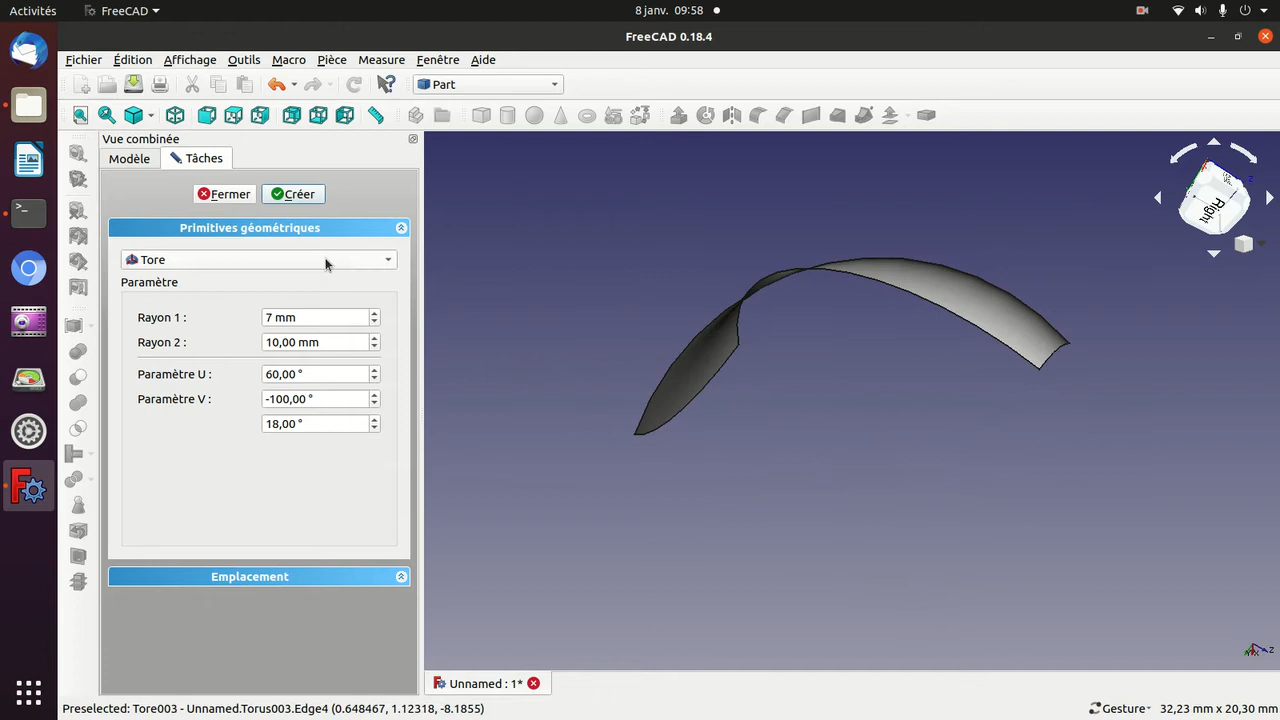 Activités FreeCAD 8 janv. 09:58
FreeCAD 0.18.4
Fichier Édition Affichage Outils Macro Pièce Mesure Fenêtre Aide
Part
Vue combinée
Modèle Tâches
Fermer Créer
Primitives géométriques
Tore
Paramètre
Rayon 1 : 7 mm
Rayon 2 : 10,00 mm
Paramètre U : 60,00 °
Paramètre V : -100,00 °
18,00 °
Emplacement
Right
Z
Z
Unnamed : 1*
Preselected: Tore003 - Unnamed.Torus003.Edge4 (0.648467, 1.12318, -8.1855) Gesture 32,23 mm x 20,30 mm